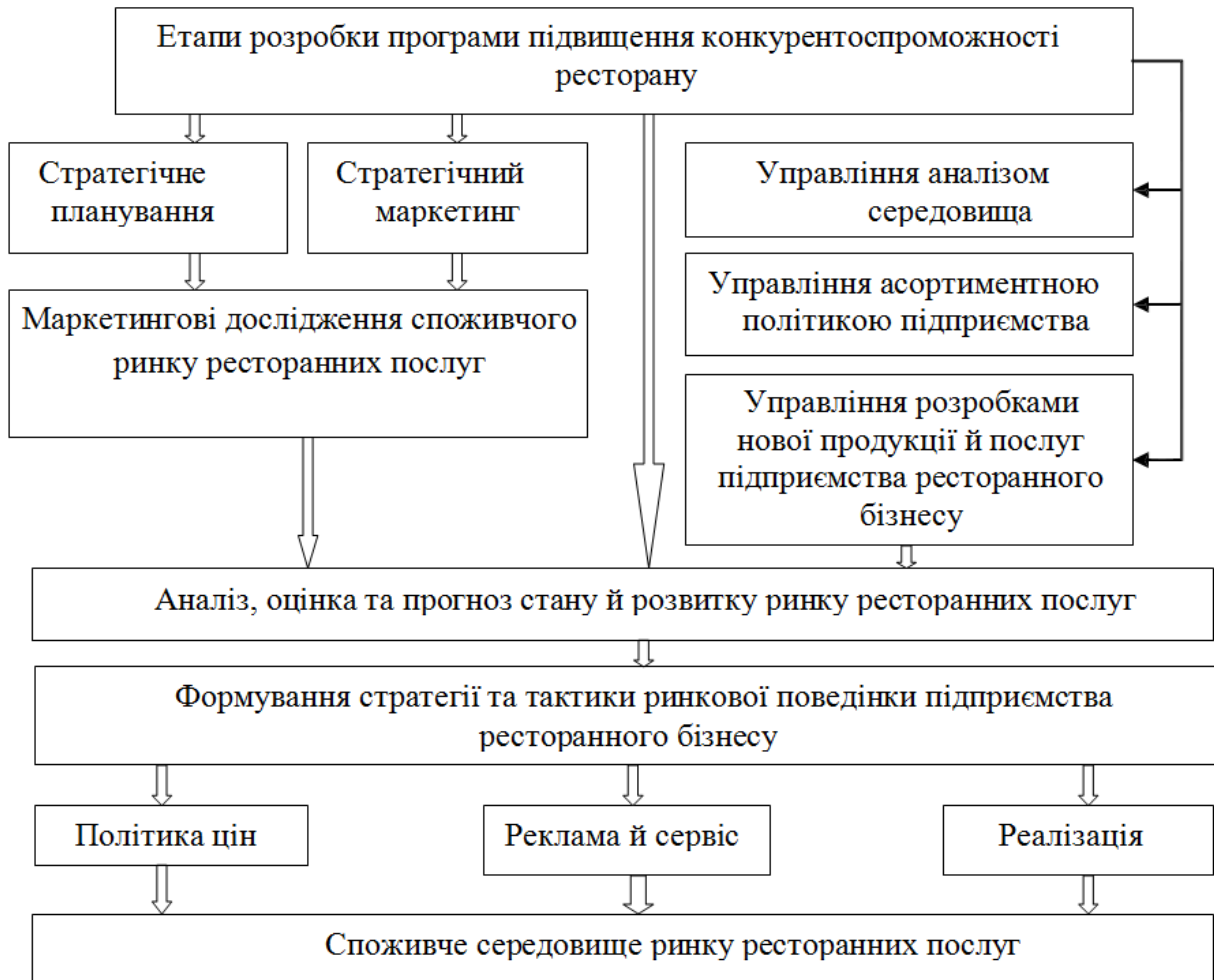 Етапи розробки програми підвищення конкурентоспроможності
ресторану
Стратегічне
планування
Стратегічний
маркетинг
Управління аналізом
середовища
Управління асортиментною
політикою підприємства
Маркетингові дослідження споживчого
ринку ресторанних послуг
Управління розробками
нової продукції й послуг
підприємства ресторанного
бізнесу
Аналіз, оцінка та прогноз стану й розвитку ринку ресторанних послуг
Формування стратегії та тактики ринкової поведінки підприємства
ресторанного бізнесу
Політика цін
Реклама й сервіс
Реалізація
Споживче середовище ринку ресторанних послуг